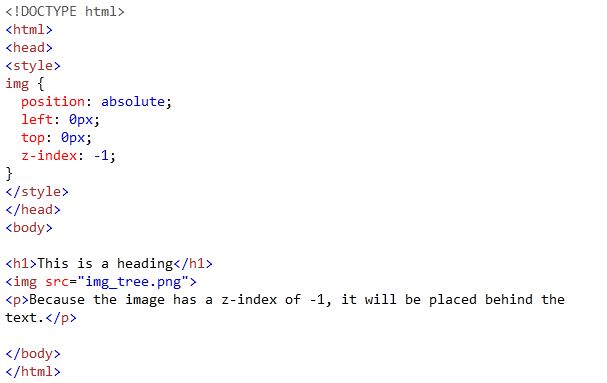 <!DOCTYPE html>
<html>
<head>
<style>
img {
  position: absolute;
  left: 0px;
  top: 0px;
  z-index: -1;
}
</style>
</head>
<body>

<h1>This is a heading</h1>
<img src="img_tree.png">
<p>Because the image has a z-index of -1, it will be placed behind the
text.</p>

</body>
</html>